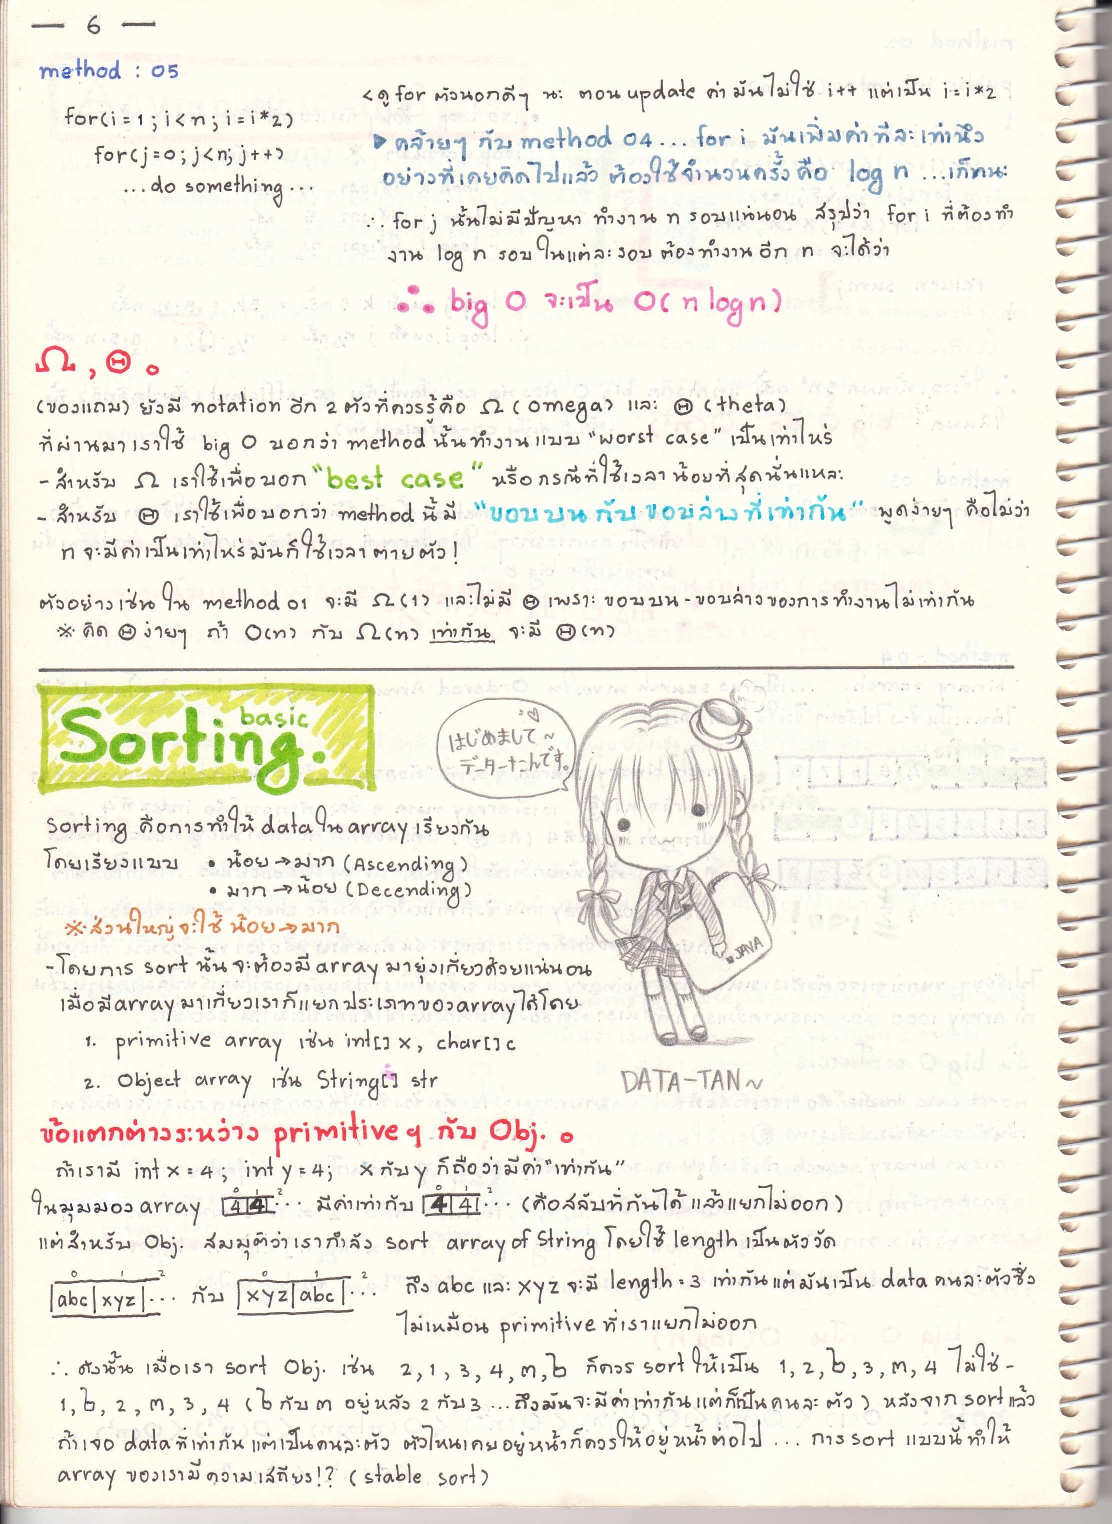 — 6 —
method : 05
for(i=1 ; i<n ; i=i*2)
for(j=0; j<n; j++)
...do something...
<ดู for ตัวนอกดีๆ นะ ตอน update ค่ามันไม่ใช่ i++ แต่เป็น i=i*2
▶ คล้ายๆ กับ method 04... for i มันเพิ่มค่าทีละเท่านึง
อย่างที่เคยคิดไปแล้ว ต้องใช้จำนวนครั้งคือ log n ...เก็ทนะ
∴ for j นั้นไม่มีปัญหา ทำงาน n รอบแน่นอน สรุปว่า for i ที่ต้องทำ
งาน log n รอบ ในแต่ละรอบ ต้องทำงานอีก n จะได้ว่า
∴ big O จะเป็น O( n log n )
Ω , Θ .
(ของแถม) ยังมี notation อีก 2 ตัวที่ควรรู้คือ Ω (omega) และ Θ (theta)
ที่ผ่านมาเราใช้ big O บอกว่า method นั้นทำงานแบบ "worst case" เป็นเท่าไหร่
- สำหรับ Ω เราใช้เพื่อบอก "best case" หรือกรณีที่ใช้เวลาน้อยที่สุดนั่นแหละ
- สำหรับ Θ เราใช้เพื่อบอกว่า method นี้มี "ขอบบนกับขอบล่างที่เท่ากัน" พูดง่ายๆ คือไม่ว่า
n จะมีค่าเป็นเท่าไหร่มันก็ใช้เวลาตายตัว!
ตัวอย่างเช่น ใน method 01 จะมี Ω(1) และไม่มี Θ เพราะ ขอบบน-ขอบล่างของการทำงานไม่เท่ากัน
※ คิด Θ ง่ายๆ ถ้า O(n) กับ Ω(n) เท่ากัน จะมี Θ(n)
basic
Sorting.
はじめまして~
データーたんです。
Sorting คือการทำให้ data ใน array เรียงกัน
โดยเรียงแบบ • น้อย → มาก (Ascending)
• มาก → น้อย (Decending)
※ ส่วนใหญ่จะใช้ น้อย → มาก
- โดยการ sort นั้น จะต้องมี array มายุ่งเกี่ยวด้วยแน่นอน
เมื่อมี array มาเกี่ยวเราก็แยกประเภทของ array ได้โดย
1. primitive array เช่น int[] x, char[] c
2. Object array เช่น String[] str
JAVA
DATA-TAN~
ข้อแตกต่างระหว่าง primitive ๆ กับ Obj. .
ถ้าเรามี int x = 4 ; int y = 4; x กับ y ก็ถือว่ามีค่า "เท่ากัน"
ในมุมมอง array 0 1 2 |4|4|... มีค่าเท่ากับ 0 1 2 |4|4|... (คือสลับที่กันได้ แล้วแยกไม่ออก)
แต่สำหรับ Obj. สมมุติว่าเรากำลัง sort array of String โดยใช้ length เป็นตัววัด
0 1 2 |abc|xyz|... กับ 0 1 2 |xyz|abc|... ถึง abc และ xyz จะมี length = 3 เท่ากันแต่มันเป็น data คนละตัวซึ่ง
ไม่เหมือน primitive ที่เราแยกไม่ออก
∴ ดังนั้น เมื่อเรา sort Obj. เช่น 2, 1, 3, 4, ๓, ๒ ก็ควร sort ให้เป็น 1, 2, ๒, 3, ๓, 4 ไม่ใช่ -
1, ๒, 2, ๓, 3, 4 (๒ กับ ๓ อยู่หลัง 2 กับ 3 ...ถึงมันจะมีค่าเท่ากันแต่ก็เป็นคนละตัว) หลังจาก sort แล้ว
ถ้าเจอ data ที่เท่ากัน แต่เป็นคนละตัว ตัวไหนเคยอยู่หน้าก็ควรให้อยู่หน้าต่อไป ... การ sort แบบนี้ทำให้
array ของเรามีความเสถียร!? (stable sort)